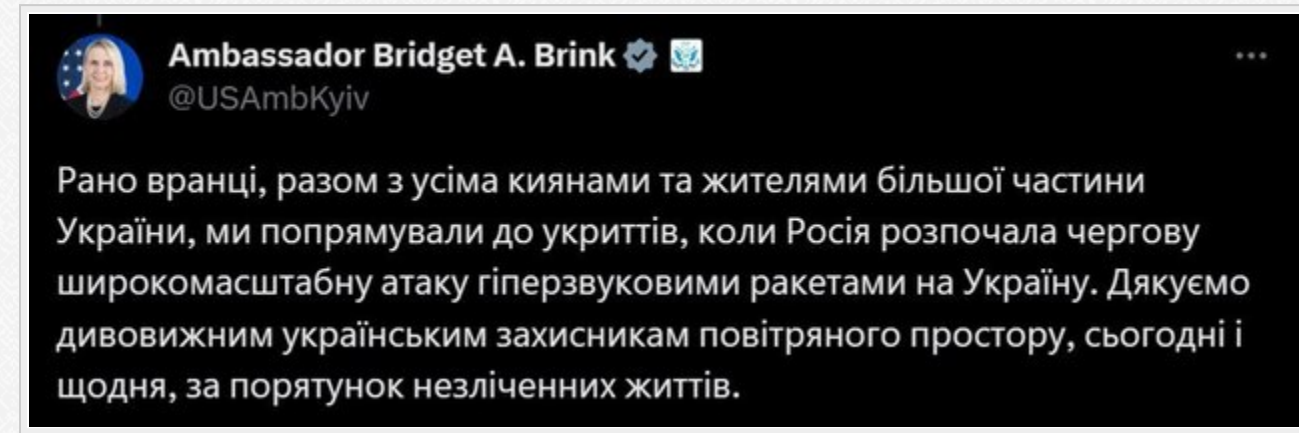 Ambassador Bridget A. Brink
@USAmbKyiv
Рано вранці, разом з усіма киянами та жителями більшої частини
України, ми попрямували до укриттів, коли Росія розпочала чергову
широкомасштабну атаку гіперзвуковими ракетами на Україну. Дякуємо
дивовижним українським захисникам повітряного простору, сьогодні і
щодня, за порятунок незліченних життів.